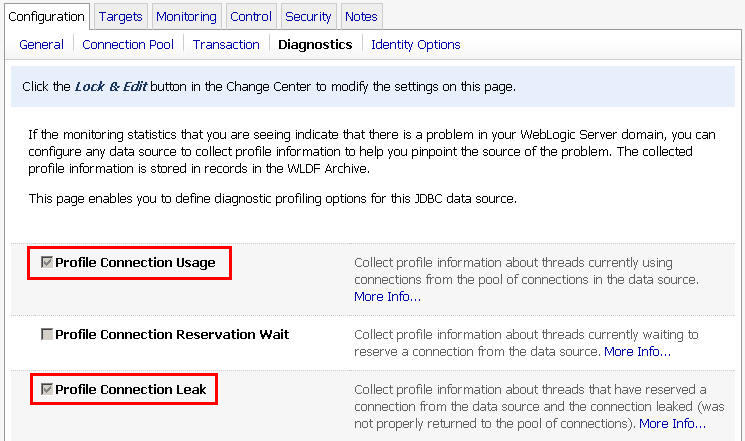 Configuration Targets Monitoring Control Security Notes
General Connection Pool Transaction Diagnostics Identity Options
Click the Lock & Edit button in the Change Center to modify the settings on this page.
If the monitoring statistics that you are seeing indicate that there is a problem in your WebLogic Server domain, you can
configure any data source to collect profile information to help you pinpoint the source of the problem. The collected
profile information is stored in records in the WLDF Archive.
This page enables you to define diagnostic profiling options for this JDBC data source.
Profile Connection Usage
Collect profile information about threads currently using
connections from the pool of connections in the data source.
More Info...
Profile Connection Reservation Wait
Collect profile information about threads currently waiting to
reserve a connection from the data source. More Info...
Profile Connection Leak
Collect profile information about threads that have reserved a
connection from the data source and the connection leaked (was
not properly returned to the pool of connections). More Info...